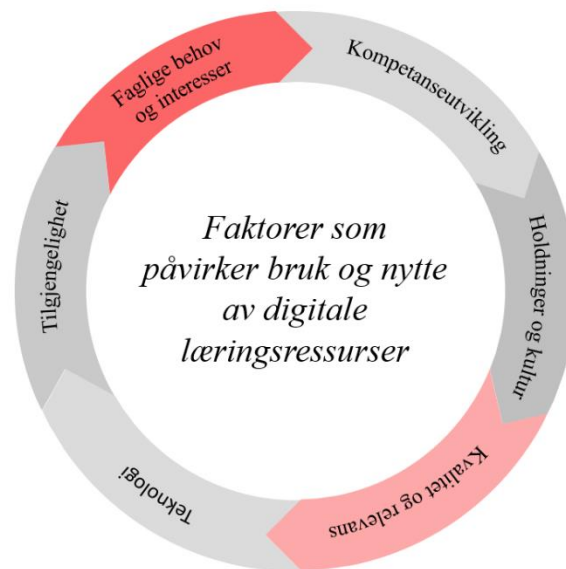 Faglige behov
og interesser
Kompetanseutvikling
Holdninger og kultur
Kvalitet og relevans
Teknologi
Tilgjengelighet
Faktorer som
påvirker bruk og nytte
av digitale
læringsressurser